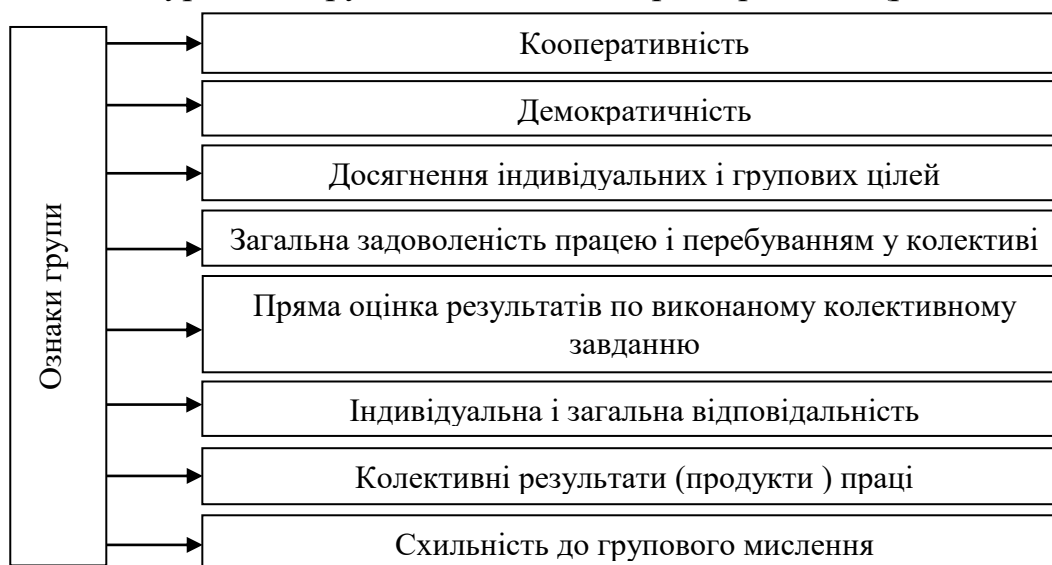 Ознаки групи
Кооперативність
Демократичність
Досягнення індивідуальних і групових цілей
Загальна задоволеність працею і перебуванням у колективі
Пряма оцінка результатів по виконаному колективному
завданню
Індивідуальна і загальна відповідальність
Колективні результати (продукти ) праці
Схильність до групового мислення